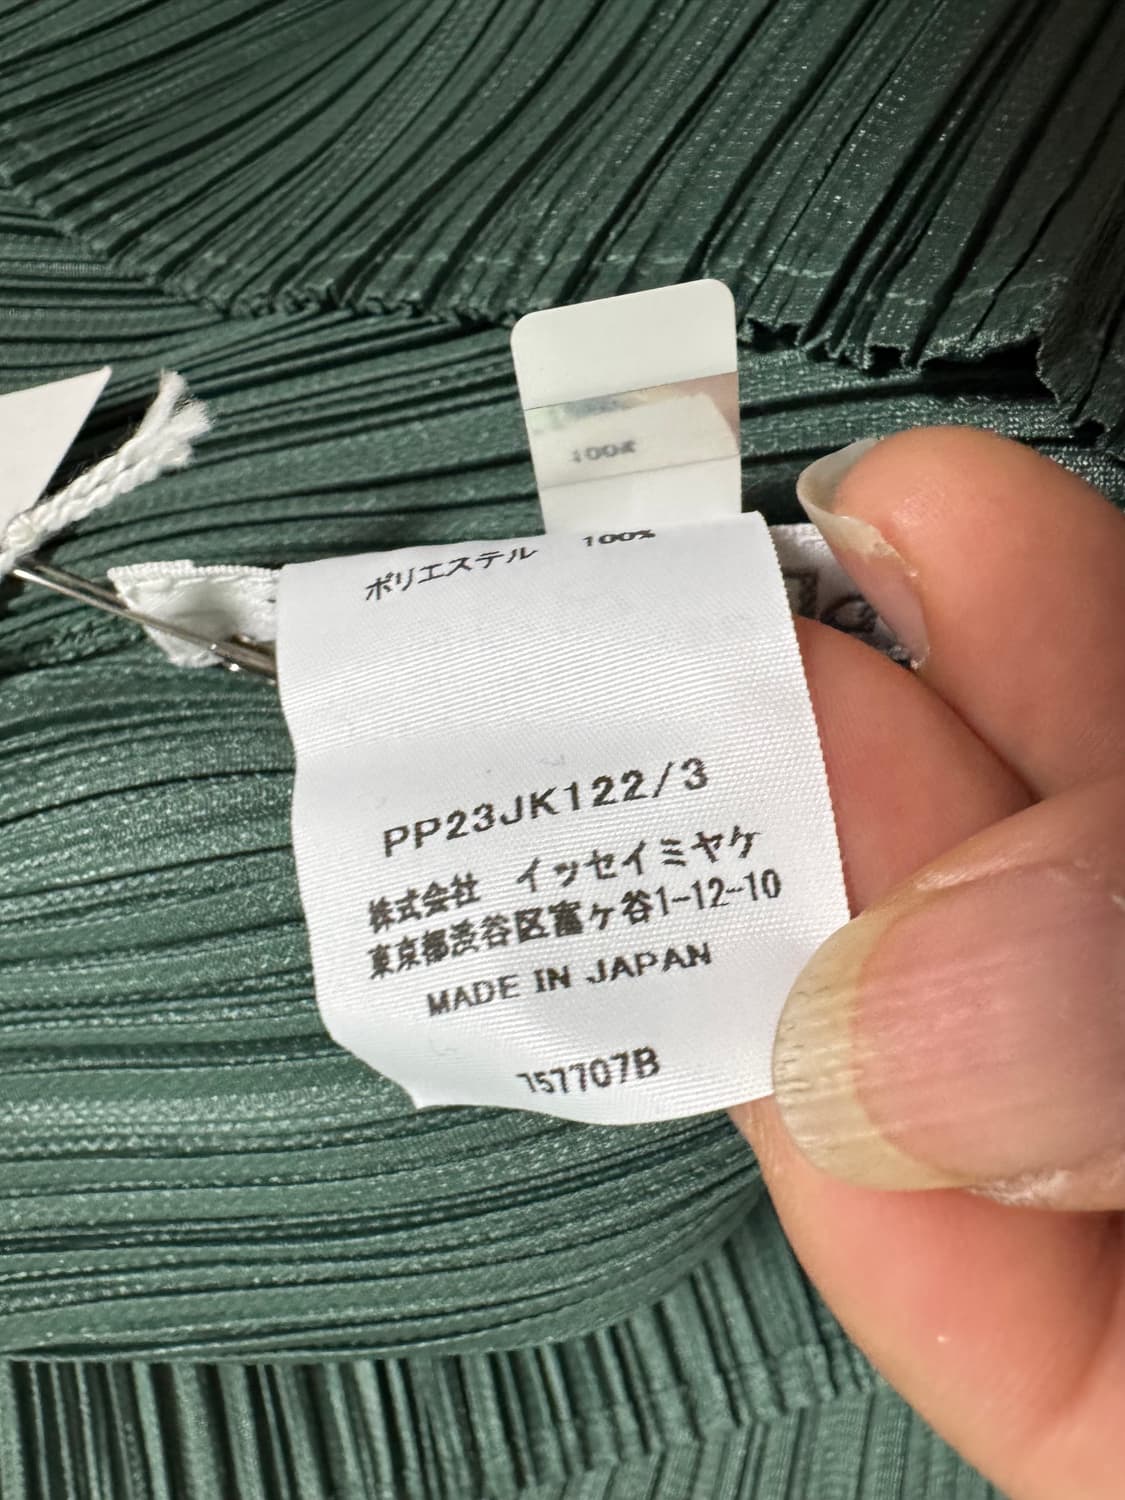 100%
ポリエステル 100%
PP23JK122/3
株式会社 イッセイミヤケ
東京都渋谷区富ヶ谷1-12-10
MADE IN JAPAN
757707B